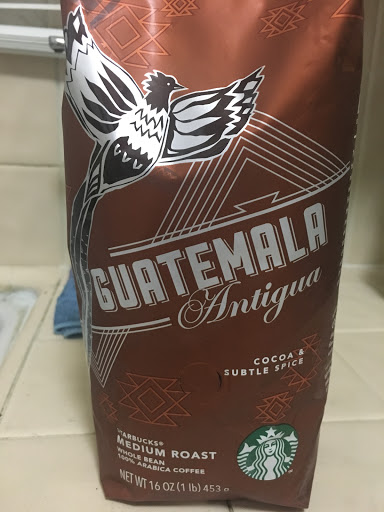 GUATEMALA
Antigua
COCOA &
SUBTLE SPICE
STARBUCKS®
MEDIUM ROAST
WHOLE BEAN
100% ARABICA COFFEE
NET WT 16 OZ (1 lb) 453 g